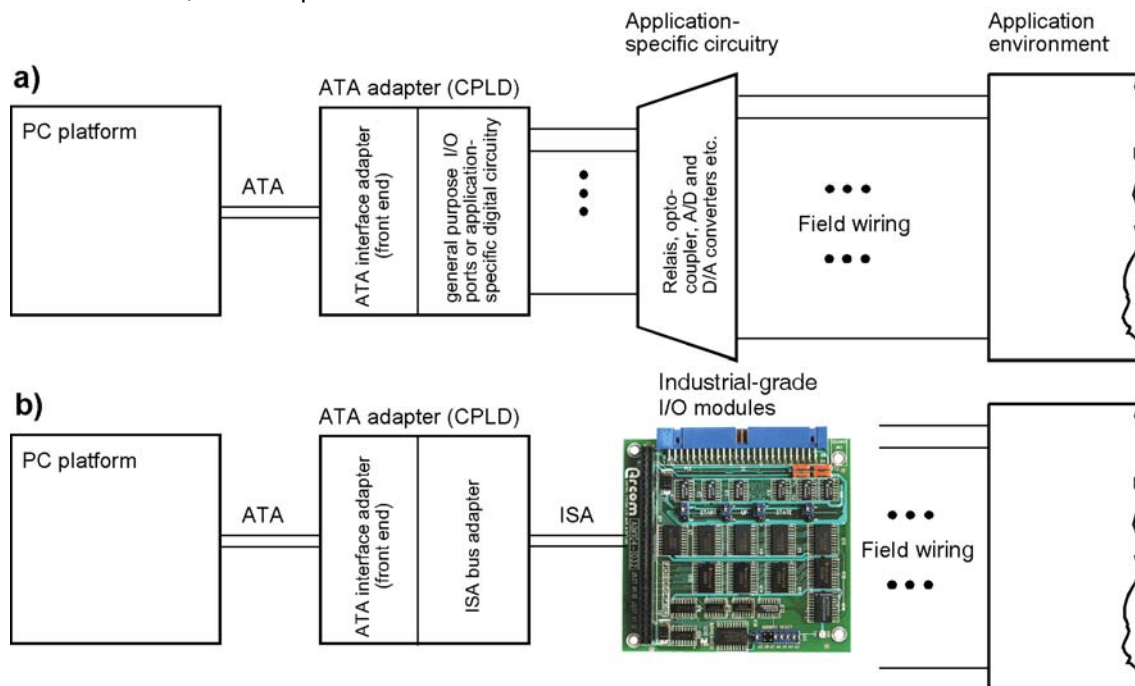 Application-
specific circuitry
Application
environment
a)
ATA adapter (CPLD)
PC platform
ATA
ATA interface adapter
(front end)
general purpose I/O
ports or application-
specific digital circuitry
Relais, opto-
coupler, A/D and
D/A converters etc.
Field wiring
Industrial-grade
I/O modules
b)
ATA adapter (CPLD)
PC platform
ATA
ATA interface adapter
(front end)
ISA bus adapter
ISA
Arcom
Field wiring